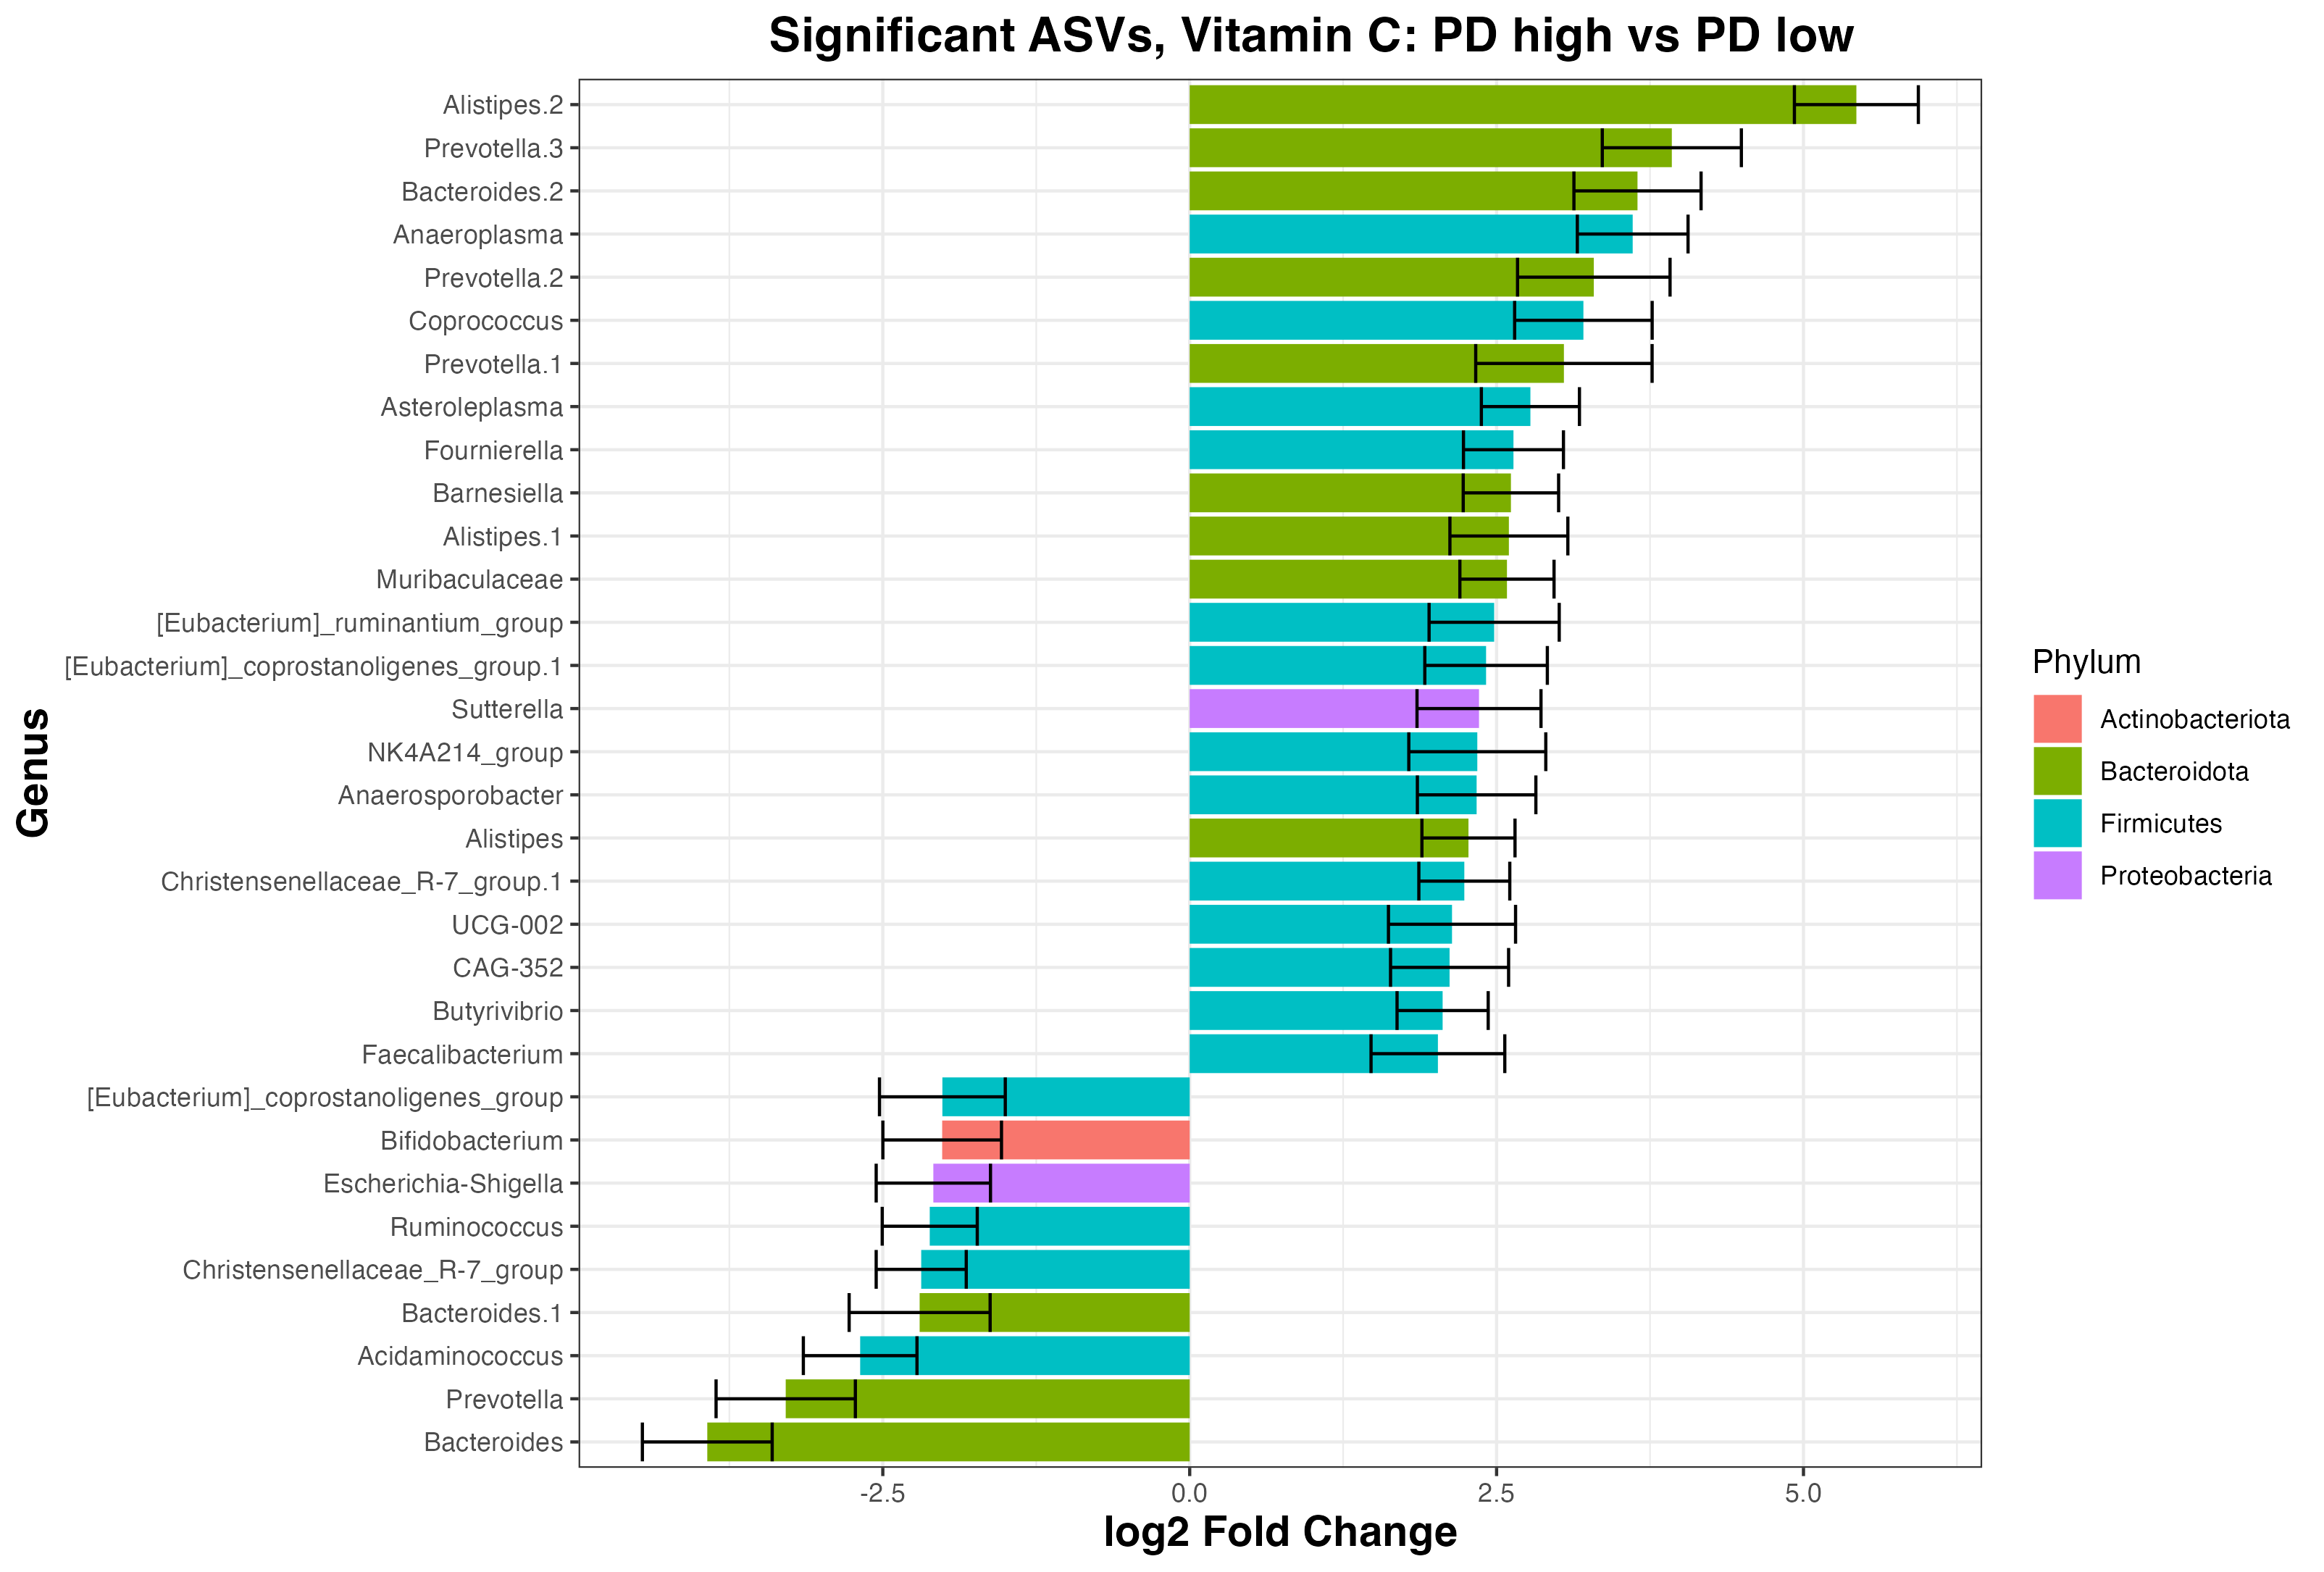 Significant ASVs, Vitamin C: PD high vs PD low
Genus
Alistipes.2
Prevotella.3
Bacteroides.2
Anaeroplasma
Prevotella.2
Coprococcus
Prevotella.1
Asteroleplasma
Fournierella
Barnesiella
Alistipes.1
Muribaculaceae
[Eubacterium]_ruminantium_group
[Eubacterium]_coprostanoligenes_group.1
Sutterella
NK4A214_group
Anaerosporobacter
Alistipes
Christensenellaceae_R-7_group.1
UCG-002
CAG-352
Butyrivibrio
Faecalibacterium
[Eubacterium]_coprostanoligenes_group
Bifidobacterium
Escherichia-Shigella
Ruminococcus
Christensenellaceae_R-7_group
Bacteroides.1
Acidaminococcus
Prevotella
Bacteroides
-2.5 0.0 2.5 5.0
log2 Fold Change
Phylum
Actinobacteriota
Bacteroidota
Firmicutes
Proteobacteria